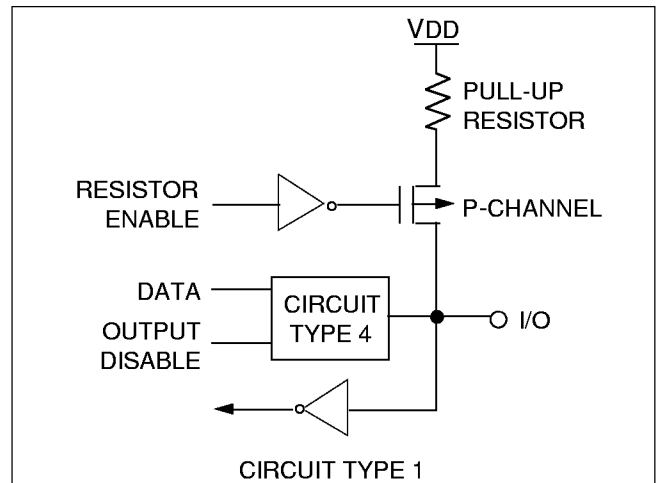 VDD
PULL-UP
RESISTOR
RESISTOR
ENABLE
P-CHANNEL
DATA
OUTPUT
DISABLE
CIRCUIT
TYPE 4
I/O
CIRCUIT TYPE 1